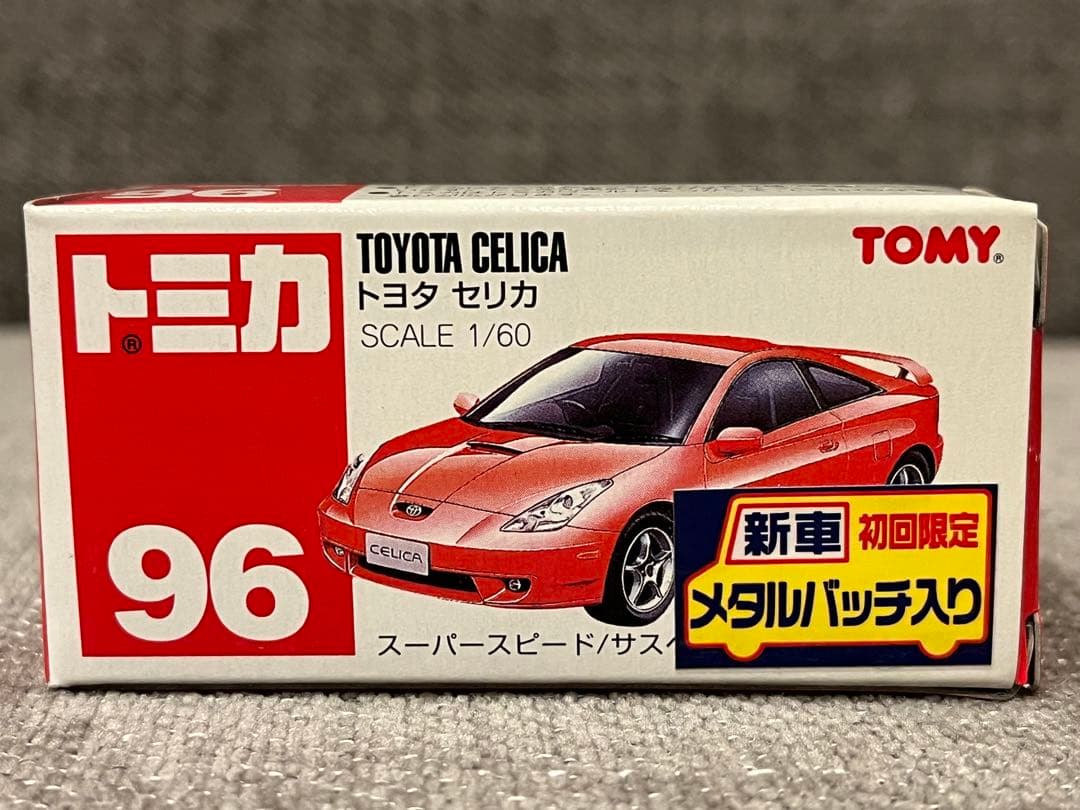 96
トミカ®
TOYOTA CELICA
トヨタ セリカ
SCALE 1/60
TOMY®
CELICA
96
スーパースピード/サス
新車 初回限定
メタルバッチ入り